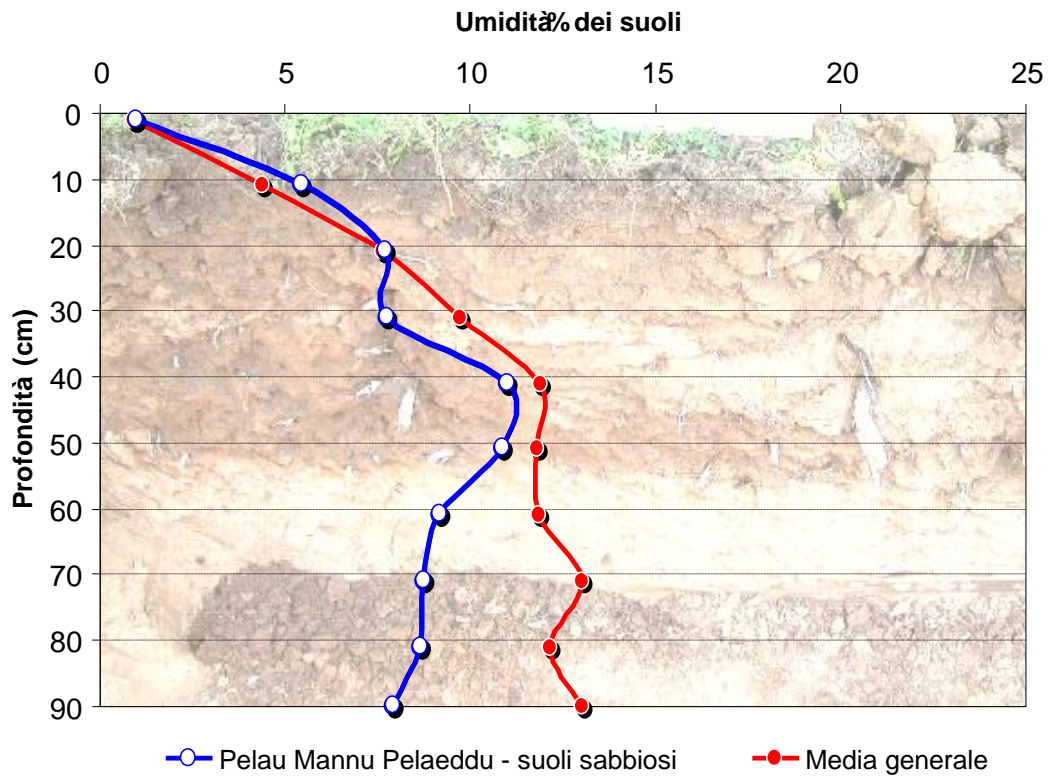 Umidità% dei suoli
0 5 10 15 20 25
Profondità (cm)
0
10
20
30
40
50
60
70
80
90
Pelau Mannu Pelaeddu - suoli sabbiosi Media generale